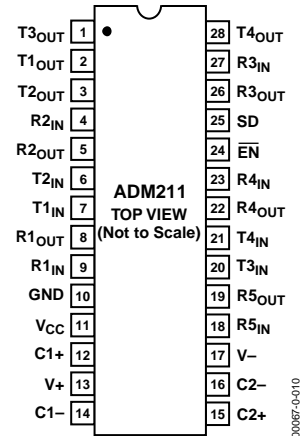 T3OUT 1
T1OUT 2
T2OUT 3
R2IN 4
R2OUT 5
T2IN 6
T1IN 7
R1OUT 8
R1IN 9
GND 10
VCC 11
C1+ 12
V+ 13
C1– 14
ADM211
TOP VIEW
(Not to Scale)
28 T4OUT
27 R3IN
26 R3OUT
25 SD
24 E̅N̅
23 R4IN
22 R4OUT
21 T4IN
20 T3IN
19 R5OUT
18 R5IN
17 V–
16 C2–
15 C2+
00067-0-010